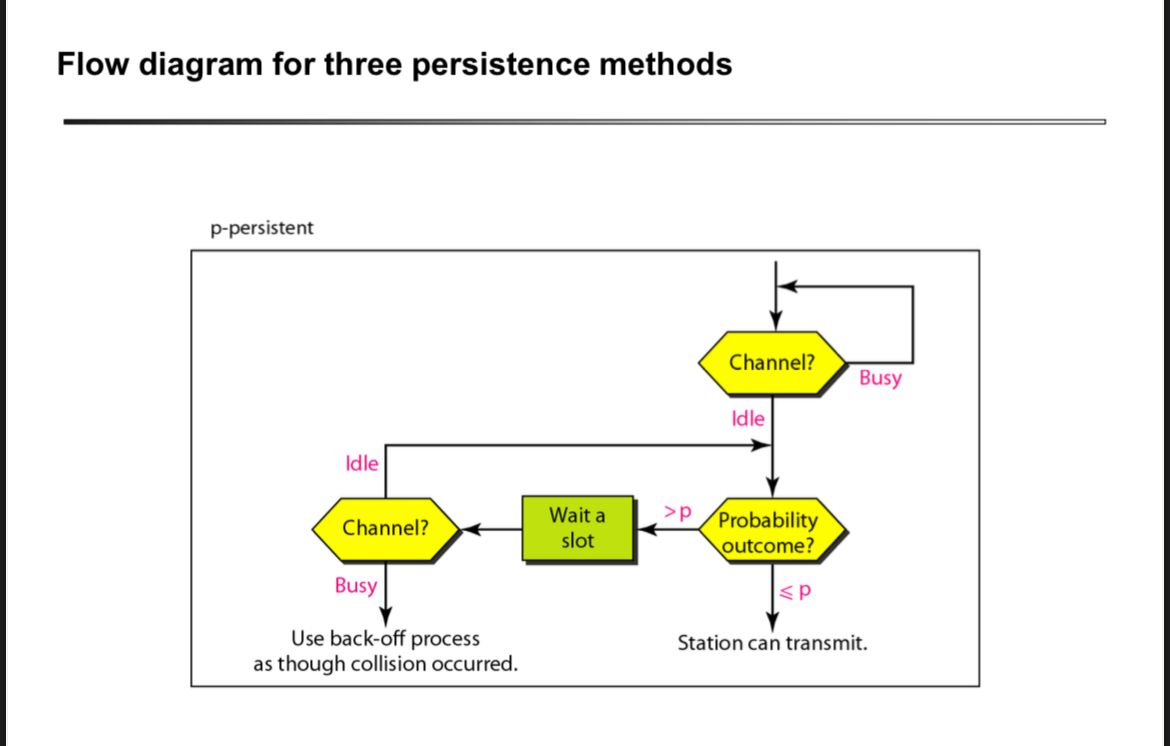 Flow diagram for three persistence methods
p-persistent
Channel?
Busy
Idle
Idle
Channel?
Wait a
slot
>p
Probability
outcome?
Busy
⩽ p
Use back-off process
as though collision occurred.
Station can transmit.